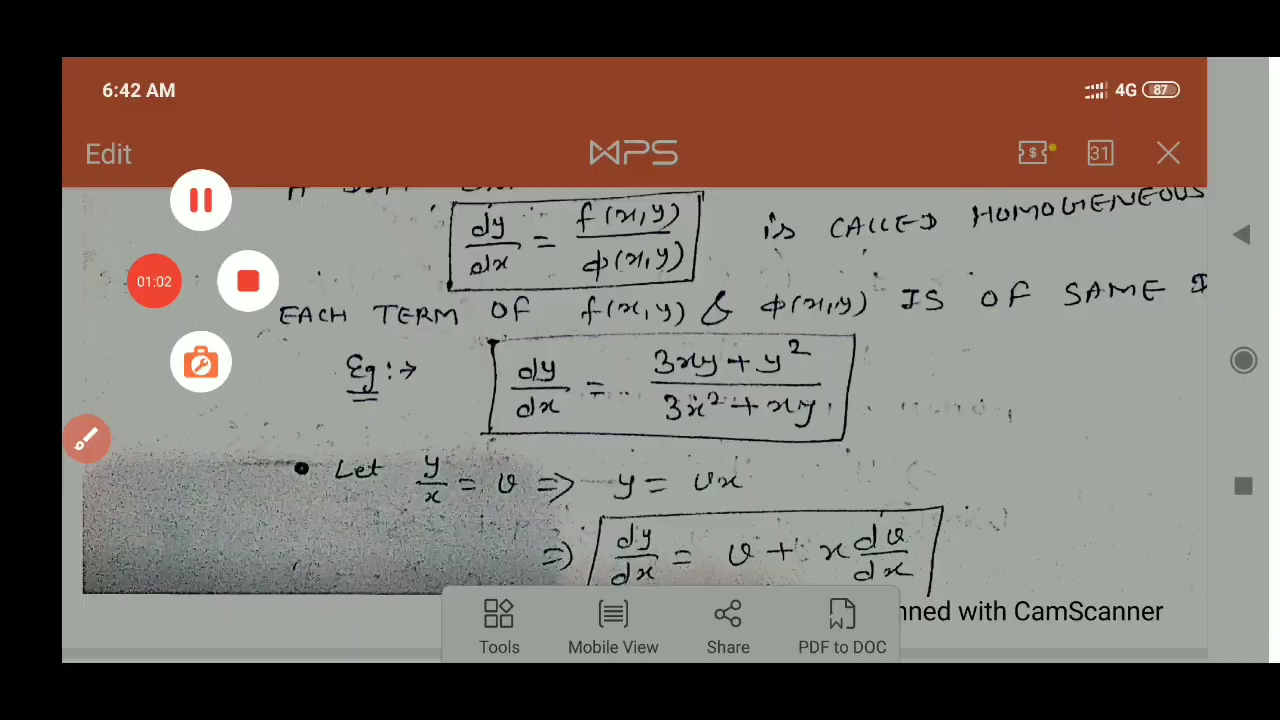 6:42 AM 4G 87
Edit WPS $ 31
dy/dx = f(x,y)/φ(x,y) is CALLED HOMOGENEOUS
01:02
EACH TERM OF f(x,y) & φ(x,y) IS OF SAME
Eg:→ dy/dx = 3xy+y²/3x²+xy
• Let y/x = v ⇒ y = vx
⇒ dy/dx = v + x dv/dx
nned with CamScanner
Tools Mobile View Share PDF to DOC